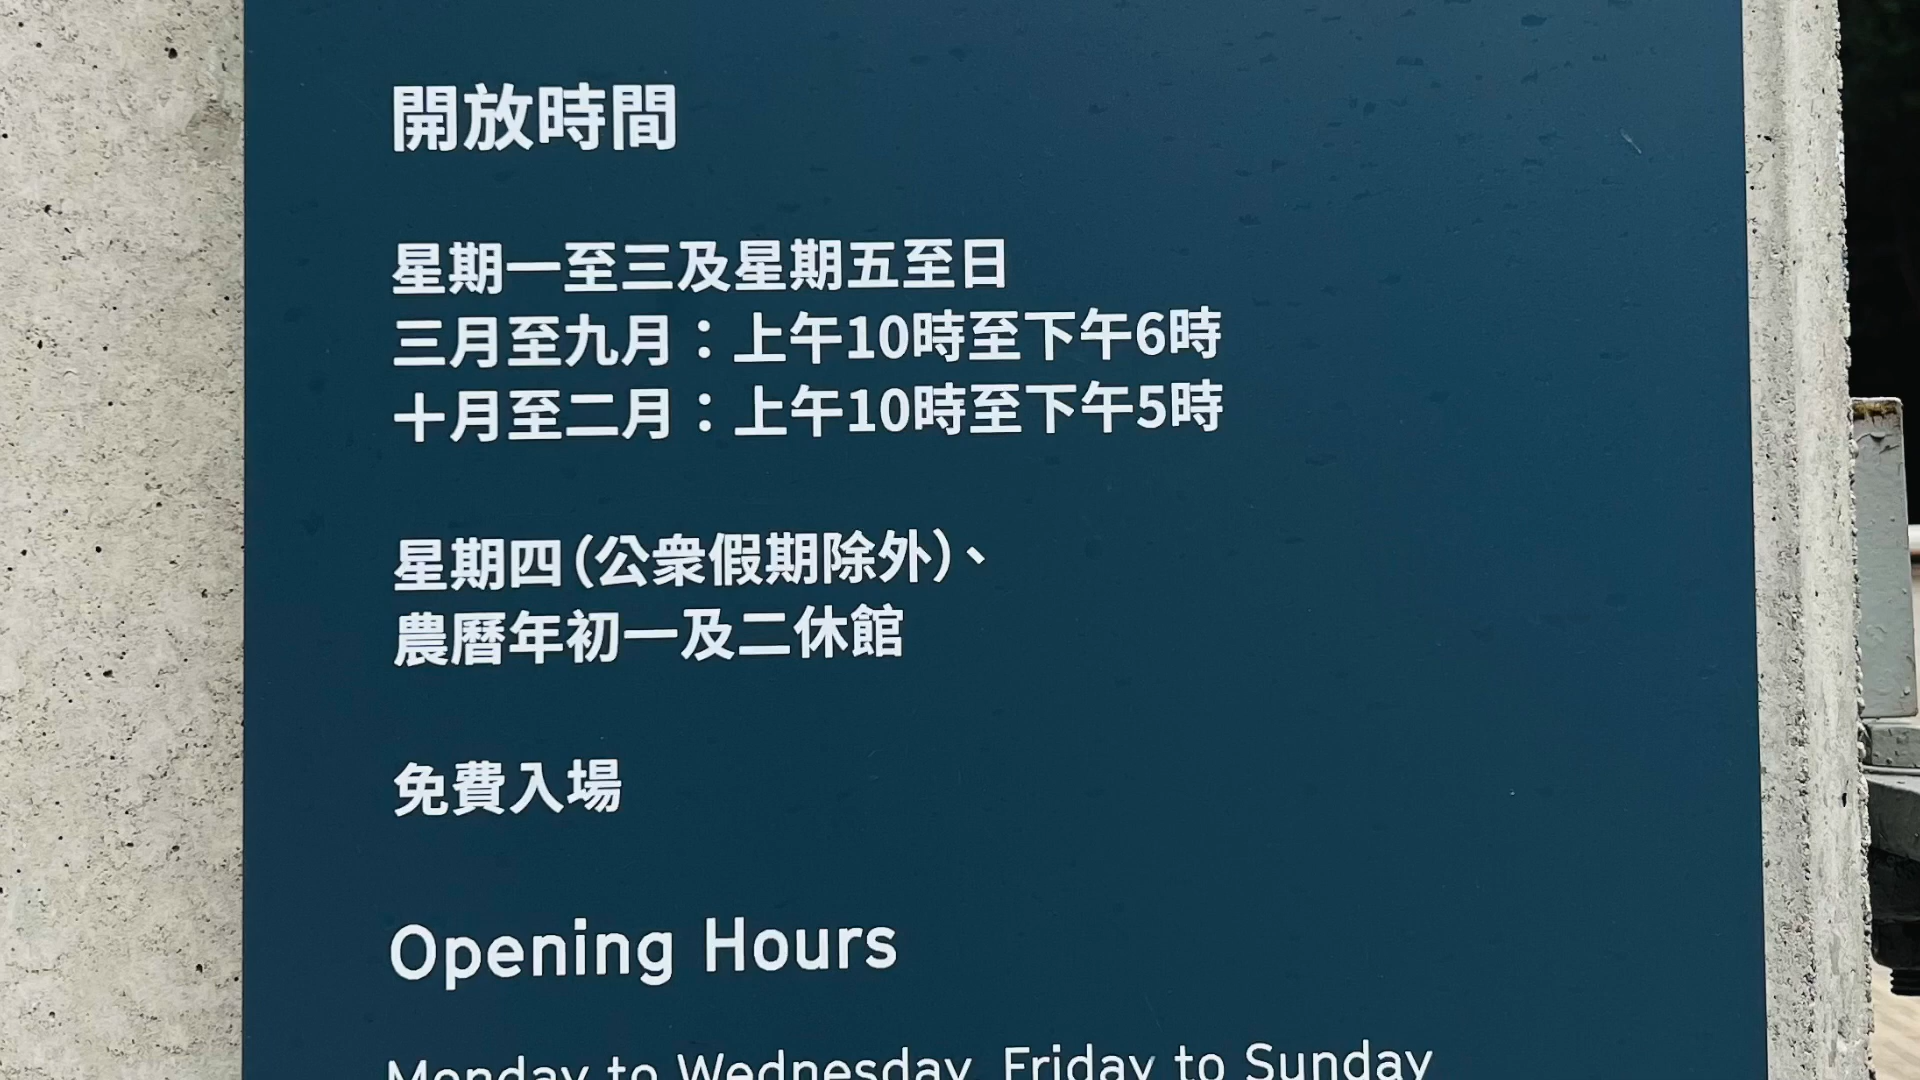 開放時間
星期一至三及星期五至日
三月至九月：上午10時至下午6時
十月至二月：上午10時至下午5時
星期四（公衆假期除外）、
農曆年初一及二休館
免費入場
Opening Hours
Monday to Wednesday, Friday to Sunday